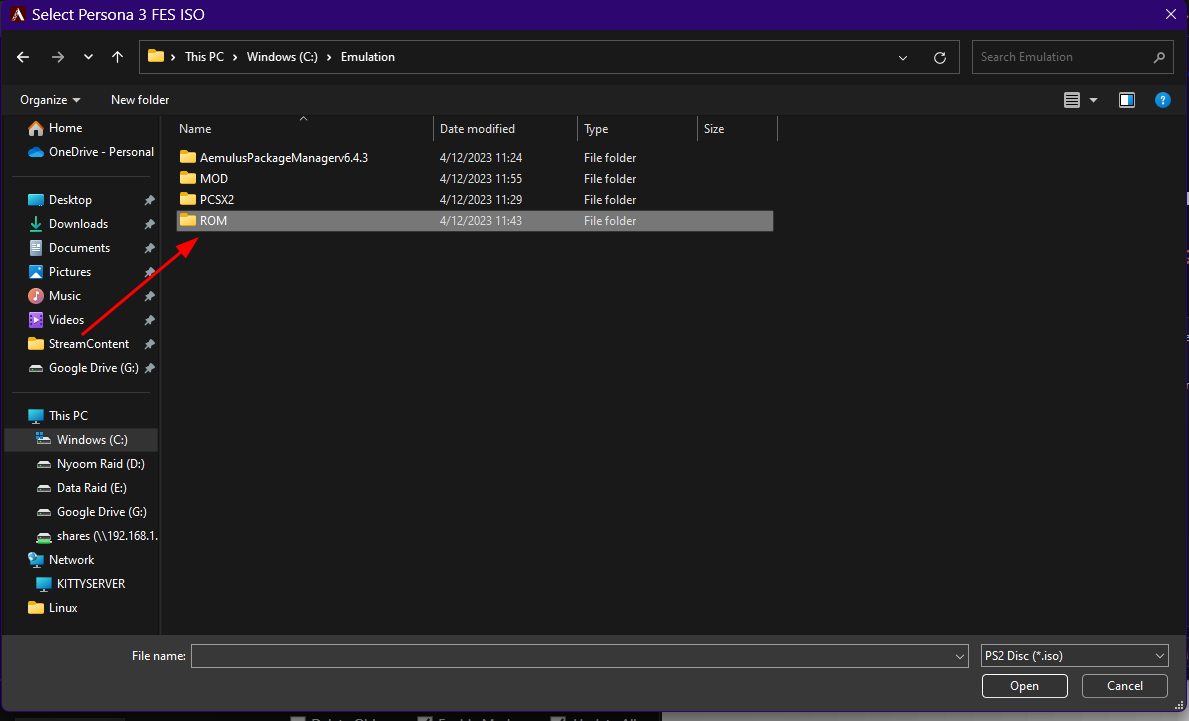 Select Persona 3 FES ISO
This PC > Windows (C:) > Emulation
Search Emulation
Organize
New folder
Name
Date modified
Type
Size
Home
OneDrive - Personal
Desktop
Downloads
Documents
Pictures
Music
Videos
StreamContent
Google Drive (G:)
This PC
Windows (C:)
Nyoom Raid (D:)
Data Raid (E:)
Google Drive (G:)
shares (\\192.168.1.
Network
KITTYSERVER
Linux
AemulusPackageManagerv6.4.3 4/12/2023 11:24 File folder
MOD 4/12/2023 11:55 File folder
PCSX2 4/12/2023 11:29 File folder
ROM 4/12/2023 11:43 File folder
File name:
PS2 Disc (*.iso)
Open
Cancel